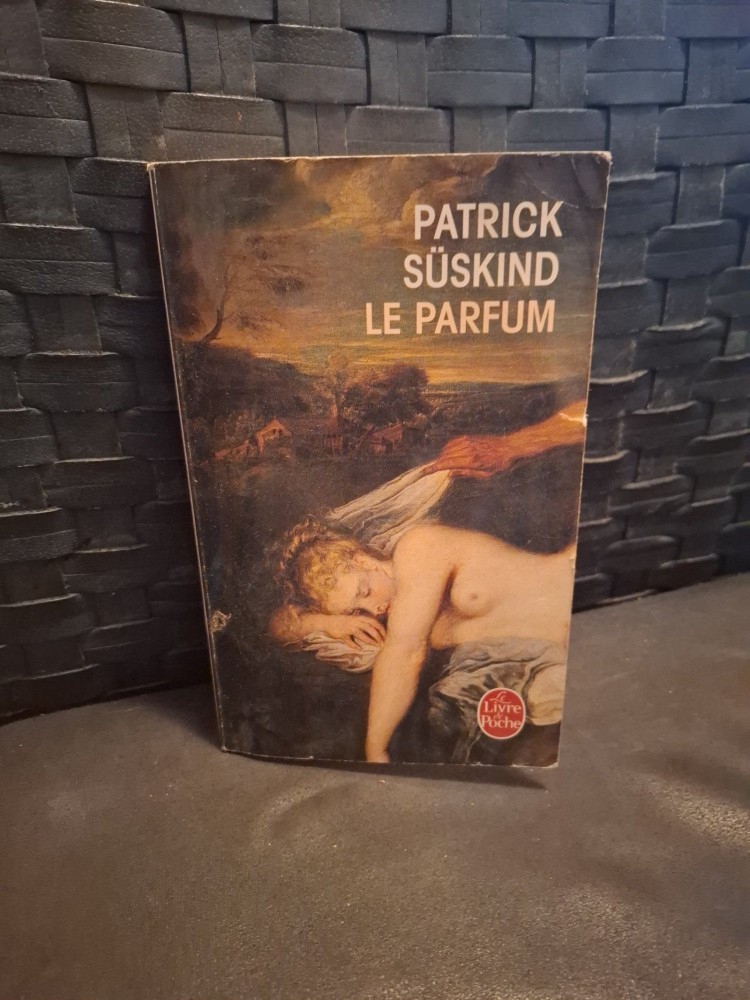 PATRICK
SÜSKIND
LE PARFUM
Le
Livre
de
Poche